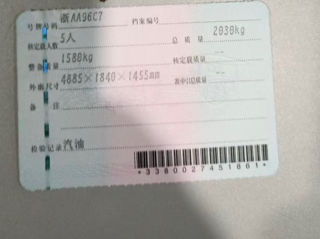 号牌号码 浙AA96C7 档案编号
核定载人数 5人 总质量 2030kg
整备质量 1580kg 核定载质量 --
外廓尺寸 4885×1840×1455mm 准牵引总质量 --
备注
检验记录 汽油
*3380027451861*